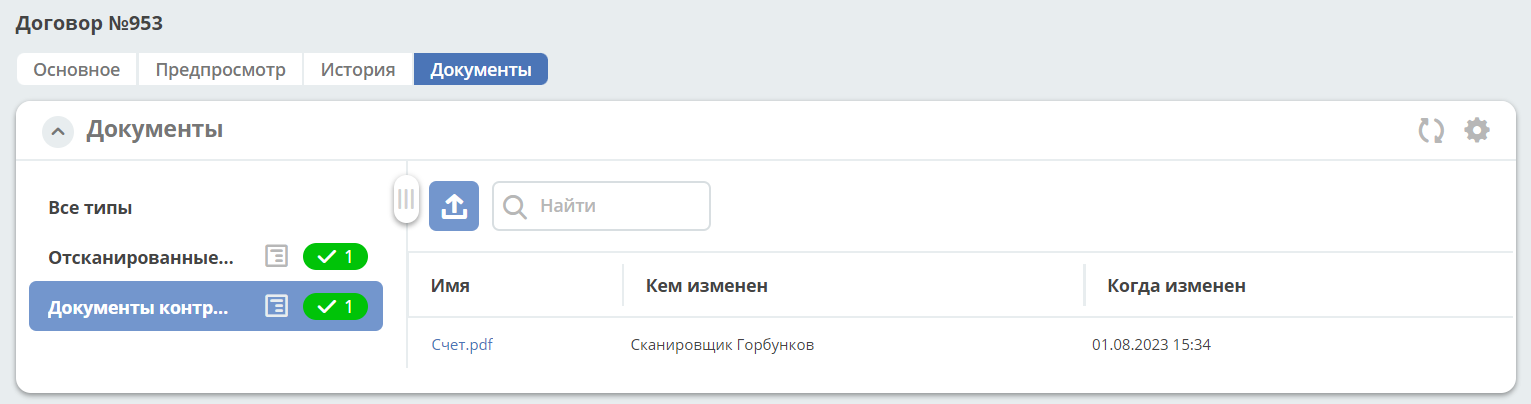 Договор №953
Основное Предпросмотр История Документы
Документы
Все типы
Найти
Отсканированные... 1
Документы контр... 1
Имя Кем изменен Когда изменен
Счет.pdf Сканировщик Горбунков 01.08.2023 15:34